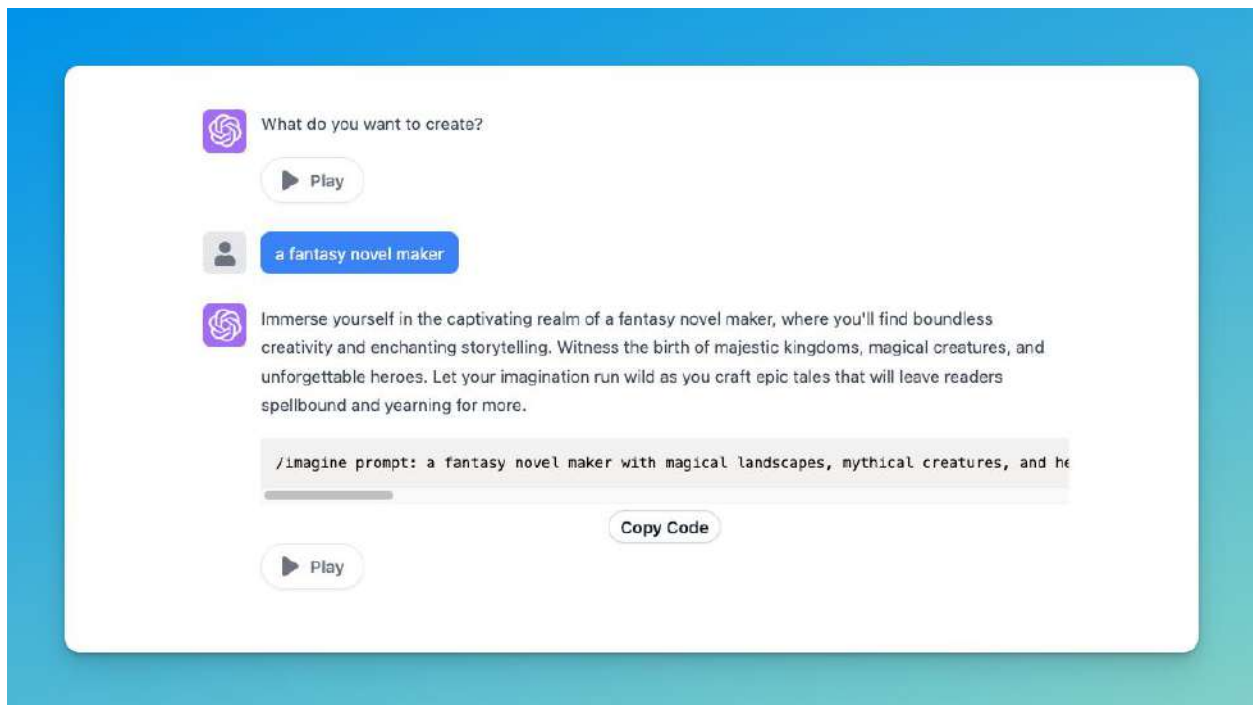 What do you want to create?
Play
a fantasy novel maker
Immerse yourself in the captivating realm of a fantasy novel maker, where you'll find boundless
creativity and enchanting storytelling. Witness the birth of majestic kingdoms, magical creatures, and
unforgettable heroes. Let your imagination run wild as you craft epic tales that will leave readers
spellbound and yearning for more.
/imagine prompt: a fantasy novel maker with magical landscapes, mythical creatures, and he
Copy Code
Play